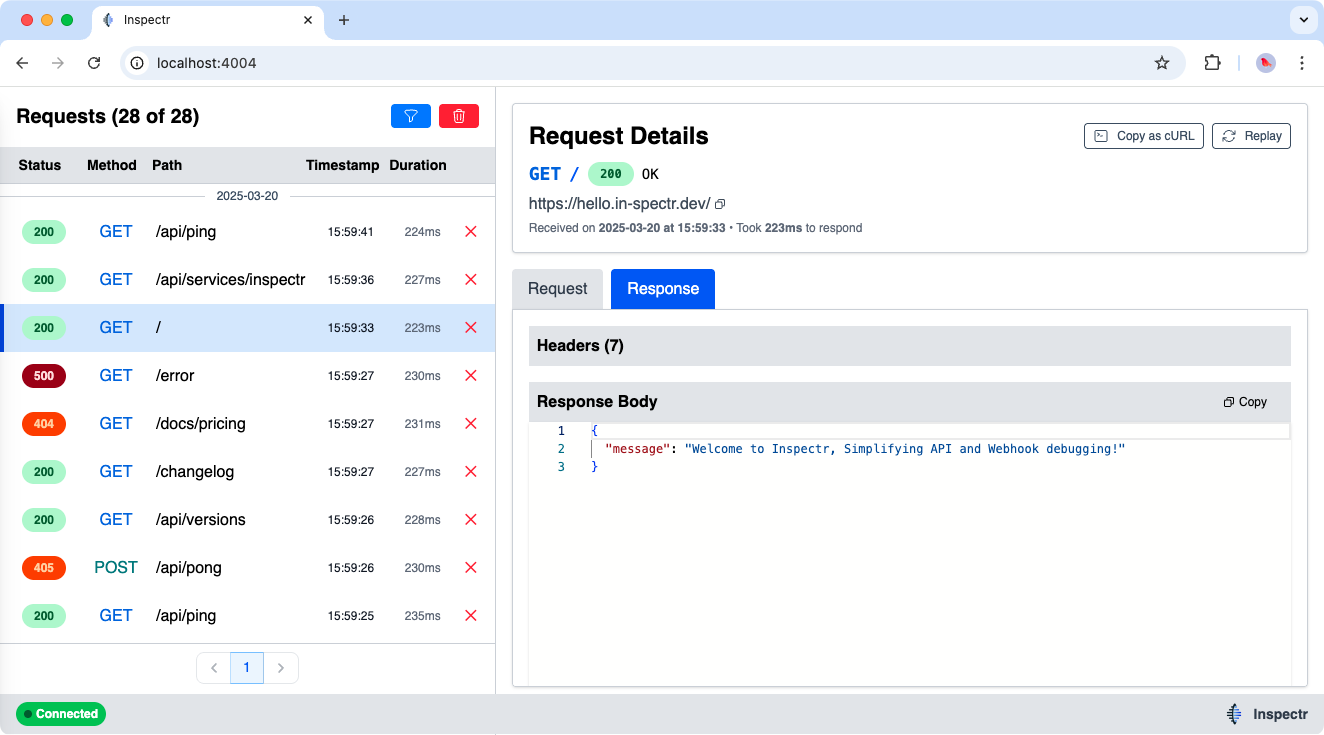 Inspectr
localhost:4004
Requests (28 of 28)
Status Method Path Timestamp Duration
2025-03-20
200 GET /api/ping 15:59:41 224ms
200 GET /api/services/inspectr 15:59:36 227ms
200 GET / 15:59:33 223ms
500 GET /error 15:59:27 230ms
404 GET /docs/pricing 15:59:27 231ms
200 GET /changelog 15:59:27 227ms
200 GET /api/versions 15:59:26 228ms
405 POST /api/pong 15:59:26 230ms
200 GET /api/ping 15:59:25 235ms
1
Request Details
Copy as cURL
Replay
GET / 200 OK
https://hello.in-spectr.dev/
Received on 2025-03-20 at 15:59:33 • Took 223ms to respond
Request Response
Headers (7)
Response Body
Copy
1 {
2 "message": "Welcome to Inspectr, Simplifying API and Webhook debugging!"
3 }
Connected
Inspectr